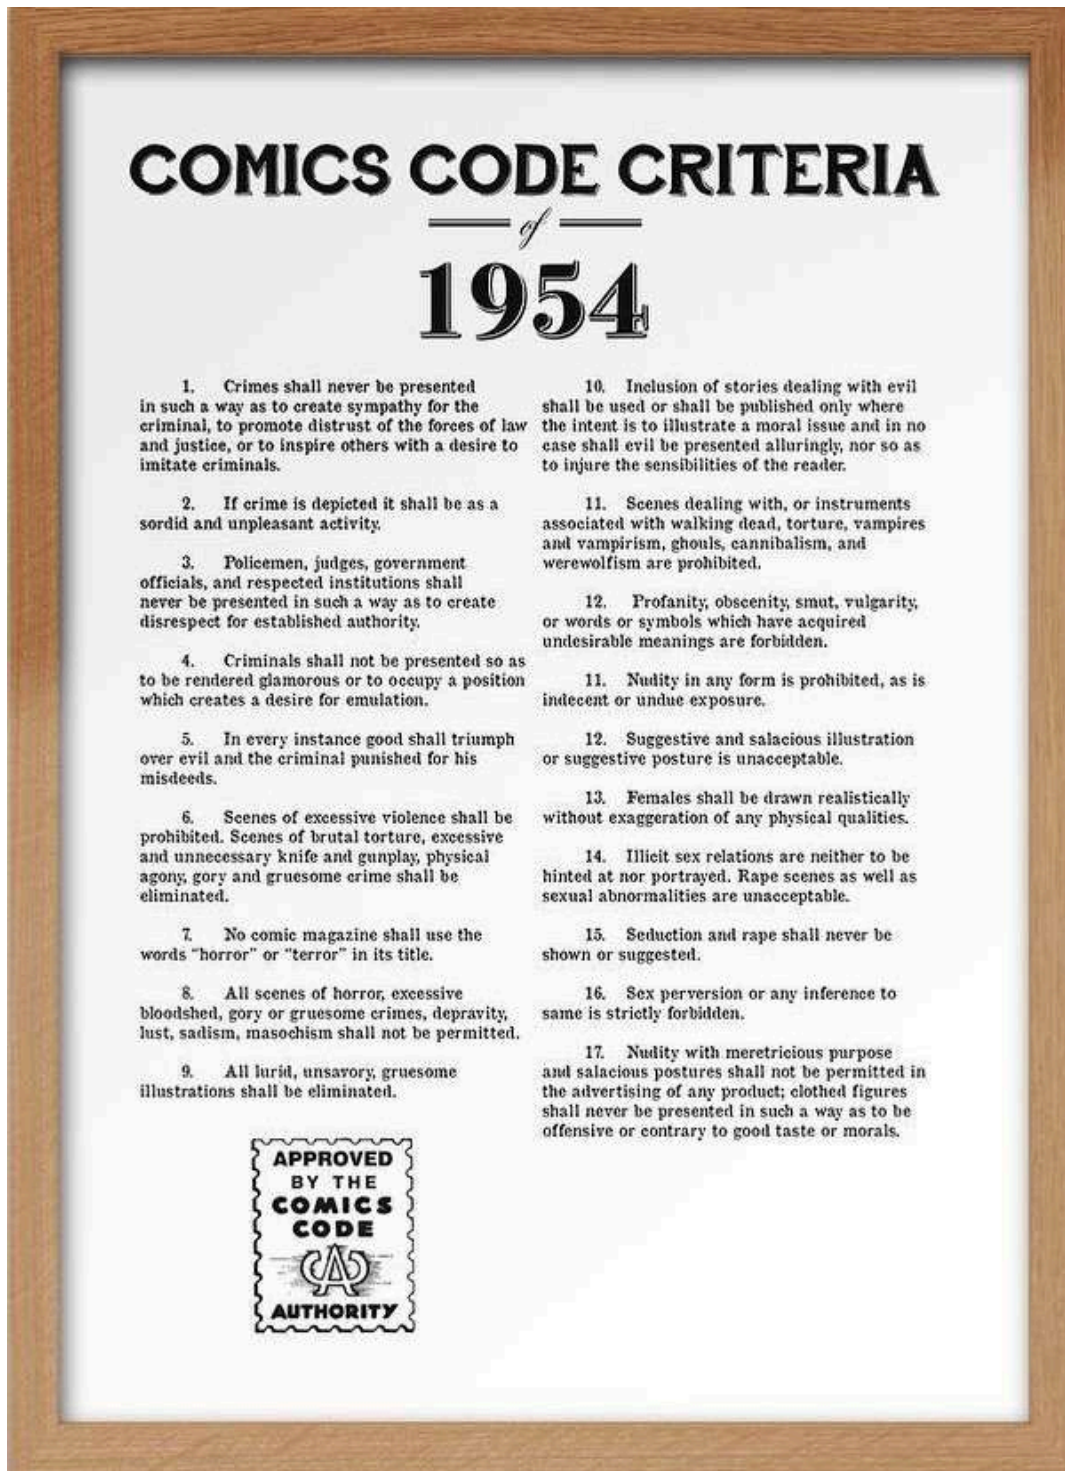 COMICS CODE CRITERIA
of
1954
1. Crimes shall never be presented
in such a way as to create sympathy for the
criminal, to promote distrust of the forces of law
and justice, or to inspire others with a desire to
imitate criminals.
2. If crime is depicted it shall be as a
sordid and unpleasant activity.
3. Policemen, judges, government
officials, and respected institutions shall
never be presented in such a way as to create
disrespect for established authority.
4. Criminals shall not be presented so as
to be rendered glamorous or to occupy a position
which creates a desire for emulation.
5. In every instance good shall triumph
over evil and the criminal punished for his
misdeeds.
6. Scenes of excessive violence shall be
prohibited. Scenes of brutal torture, excessive
and unnecessary knife and gunplay, physical
agony, gory and gruesome crime shall be
eliminated.
7. No comic magazine shall use the
words "horror" or "terror" in its title.
8. All scenes of horror, excessive
bloodshed, gory or gruesome crimes, depravity,
lust, sadism, masochism shall not be permitted.
9. All lurid, unsavory, gruesome
illustrations shall be eliminated.
10. Inclusion of stories dealing with evil
shall be used or shall be published only where
the intent is to illustrate a moral issue and in no
case shall evil be presented alluringly, nor so as
to injure the sensibilities of the reader.
11. Scenes dealing with, or instruments
associated with walking dead, torture, vampires
and vampirism, ghouls, cannibalism, and
werewolfism are prohibited.
12. Profanity, obscenity, smut, vulgarity,
or words or symbols which have acquired
undesirable meanings are forbidden.
11. Nudity in any form is prohibited, as is
indecent or undue exposure.
12. Suggestive and salacious illustration
or suggestive posture is unacceptable.
13. Females shall be drawn realistically
without exaggeration of any physical qualities.
14. Illicit sex relations are neither to be
hinted at nor portrayed. Rape scenes as well as
sexual abnormalities are unacceptable.
15. Seduction and rape shall never be
shown or suggested.
16. Sex perversion or any inference to
same is strictly forbidden.
17. Nudity with meretricious purpose
and salacious postures shall not be permitted in
the advertising of any product; clothed figures
shall never be presented in such a way as to be
offensive or contrary to good taste or morals.
APPROVED
BY THE
COMICS
CODE
CA
AUTHORITY